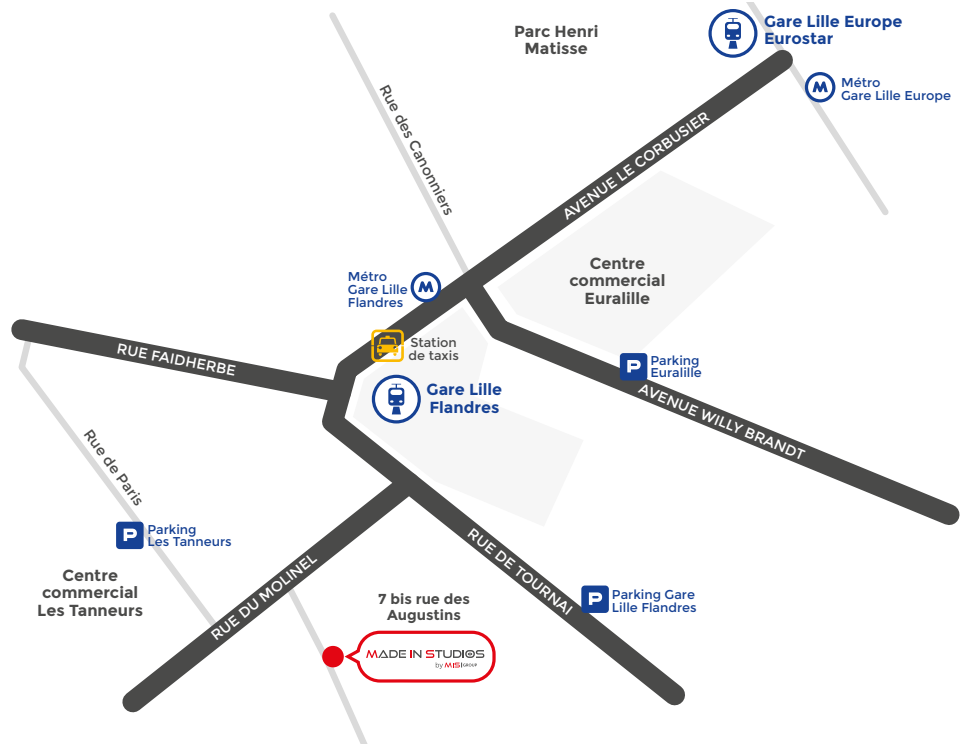 Parc Henri
Matisse
Gare Lille Europe
Eurostar
M
Métro
Gare Lille Europe
Rue des Canonniers
AVENUE LE CORBUSIER
Centre
commercial
Euralille
Métro
Gare Lille
Flandres
M
Station
de taxis
RUE FAIDHERBE
Gare Lille
Flandres
P
Parking
Euralille
AVENUE WILLY BRANDT
Rue de Paris
P
Parking
Les Tanneurs
Centre
commercial
Les Tanneurs
RUE DU MOLINEL
RUE DE TOURNAI
P
Parking Gare
Lille Flandres
7 bis rue des
Augustins
MADE IN STUDIOS
by MISIGROUP